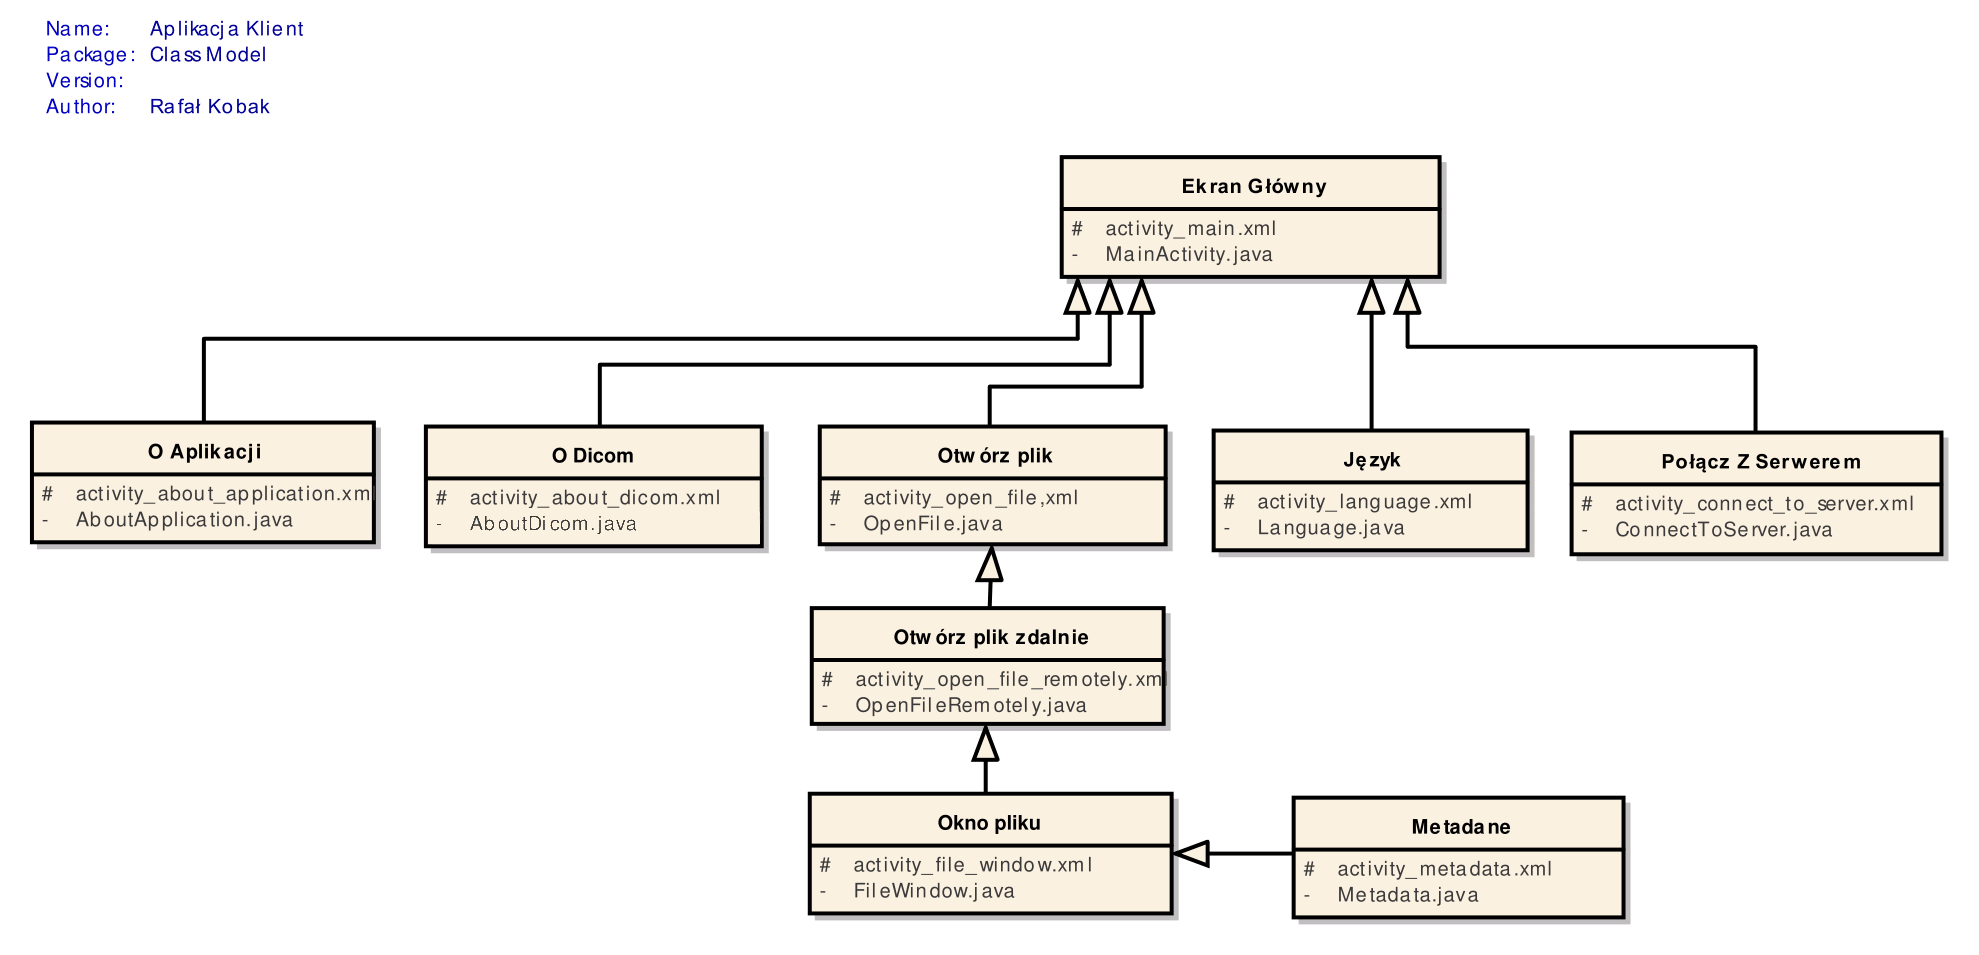 Name: Aplikacja Klient
Package: Class Model
Version:
Author: Rafał Kobak
Ekran Główny
# activity_main.xml
- MainActivity.java
O Aplikacji
# activity_about_application.xml
- AboutApplication.java
O Dicom
# activity_about_dicom.xml
- AboutDicom.java
Otwórz plik
# activity_open_file,xml
- OpenFile.java
Język
# activity_language.xml
- Language.java
Połącz Z Serwerem
# activity_connect_to_server.xml
- ConnectToServer.java
Otwórz plik zdalnie
# activity_open_file_remotely.xml
- OpenFileRemotely.java
Okno pliku
# activity_file_window.xml
- FileWindow.java
Metadane
# activity_metadata.xml
- Metadata.java